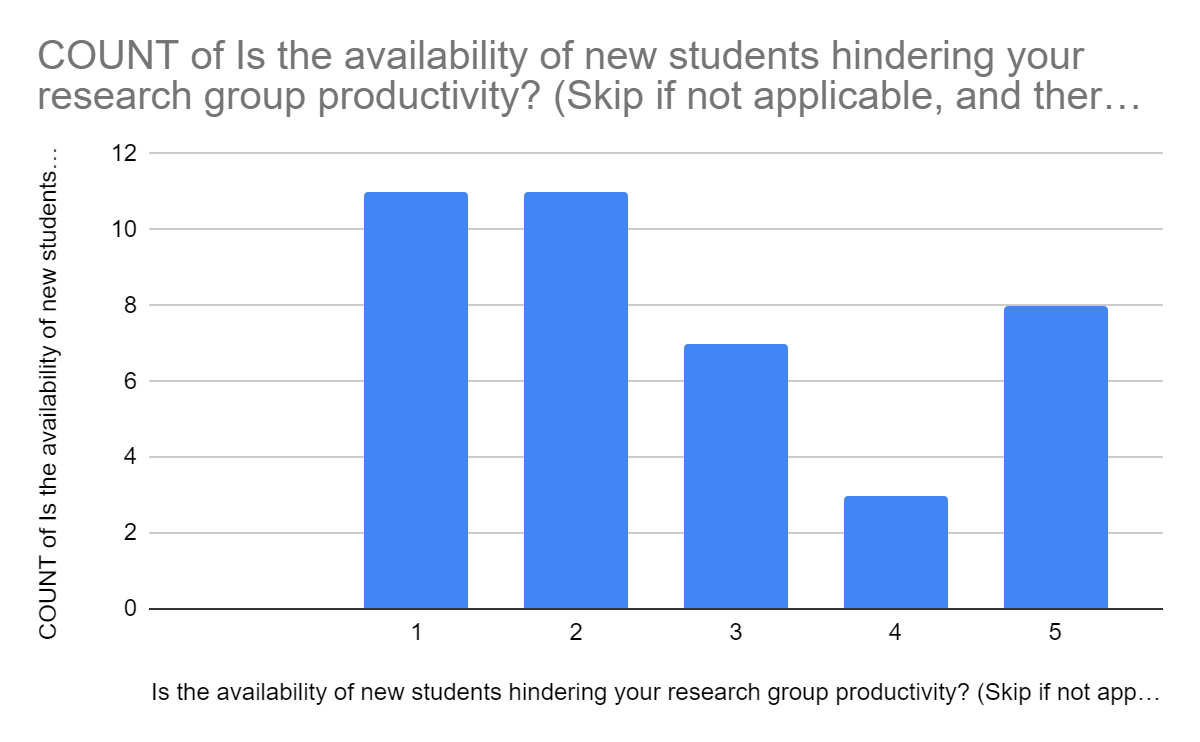 COUNT of Is the availability of new students hindering your
research group productivity? (Skip if not applicable, and ther…
COUNT of Is the availability of new students…
12
10
8
6
4
2
0
1 2 3 4 5
Is the availability of new students hindering your research group productivity? (Skip if not app…